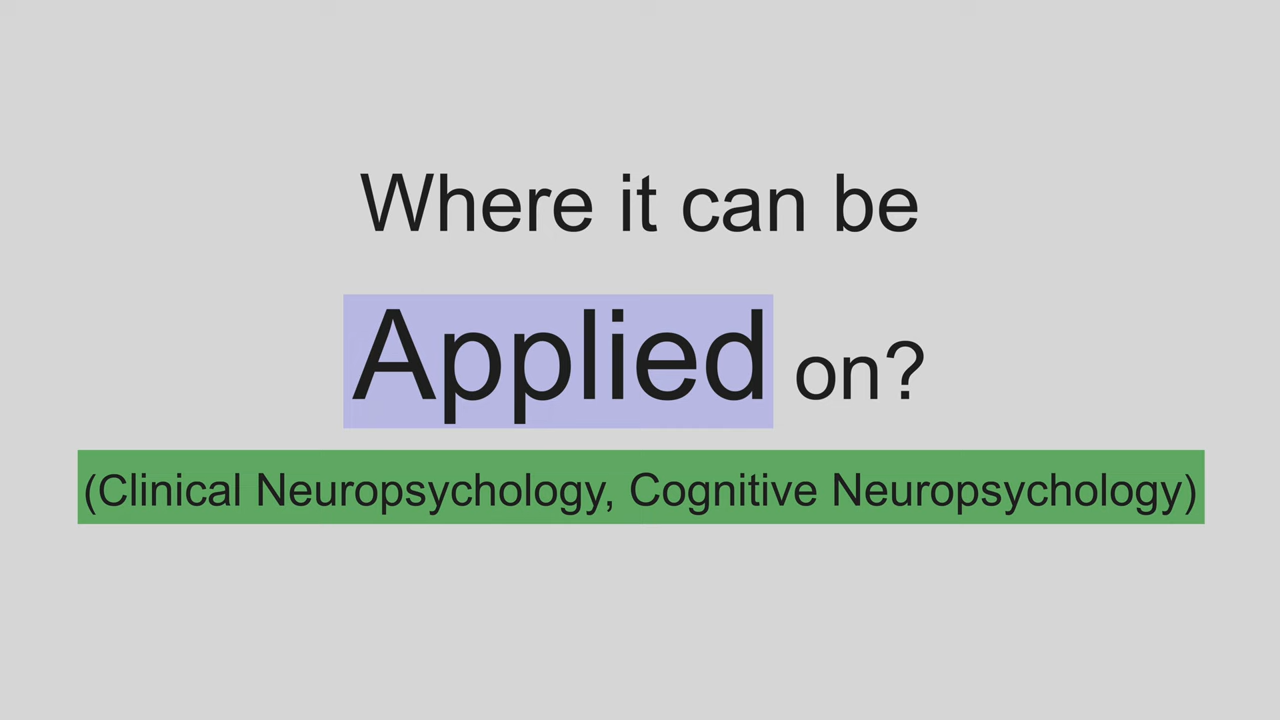 Where it can be
Applied on?
(Clinical Neuropsychology, Cognitive Neuropsychology)